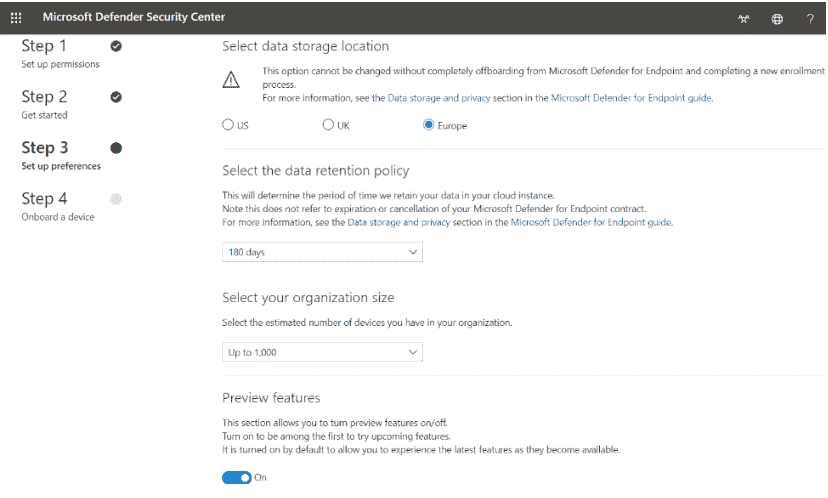 Microsoft Defender Security Center
?
Step 1
Set up permissions
Step 2
Get started
Step 3
Set up preferences
Step 4
Onboard a device
Select data storage location
This option cannot be changed without completely offboarding from Microsoft Defender for Endpoint and completing a new enrollment
process.
For more information, see the Data storage and privacy section in the Microsoft Defender for Endpoint guide.
US
UK
Europe
Select the data retention policy
This will determine the period of time we retain your data in your cloud instance.
Note this does not refer to expiration or cancellation of your Microsoft Defender for Endpoint contract.
For more information, see the Data storage and privacy section in the Microsoft Defender for Endpoint guide.
180 days
Select your organization size
Select the estimated number of devices you have in your organization.
Up to 1,000
Preview features
This section allows you to turn preview features on/off.
Turn on to be among the first to try upcoming features.
It is turned on by default to allow you to experience the latest features as they become available.
On